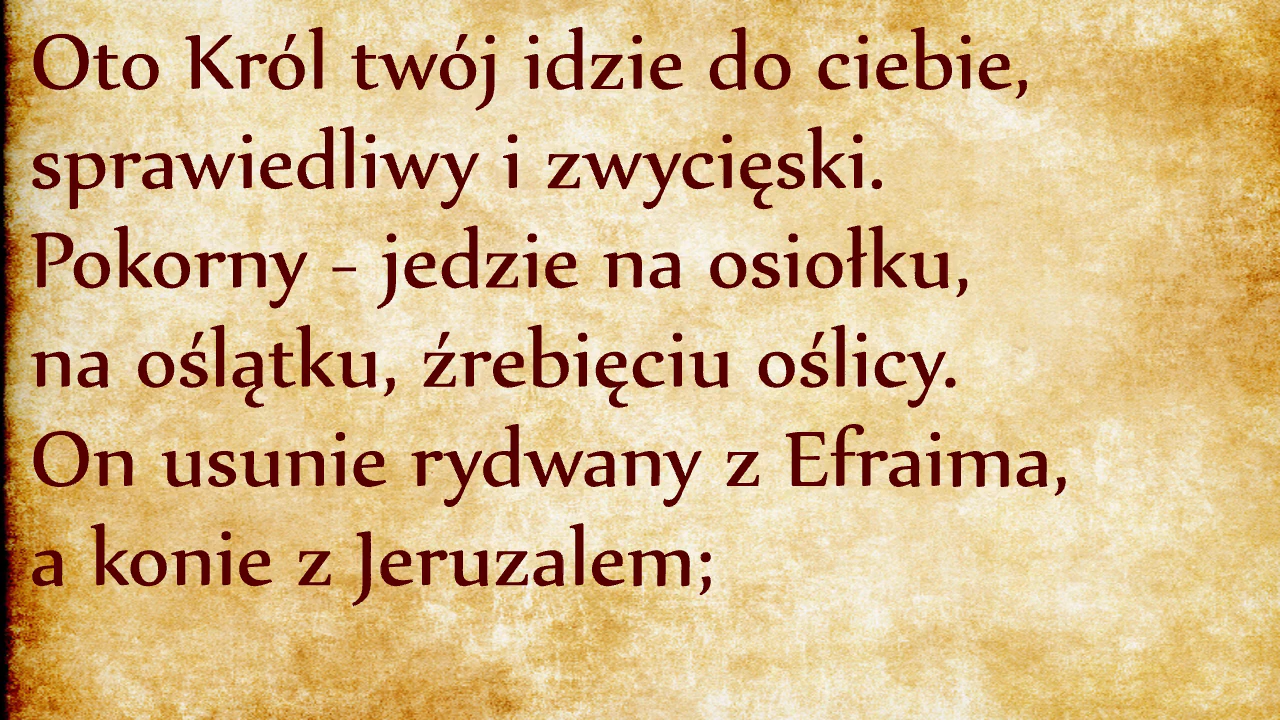 Oto Król twój idzie do ciebie,
sprawiedliwy i zwycięski.
Pokorny - jedzie na osiołku,
na oślątku, źrebięciu oślicy.
On usunie rydwany z Efraima,
a konie z Jeruzalem;